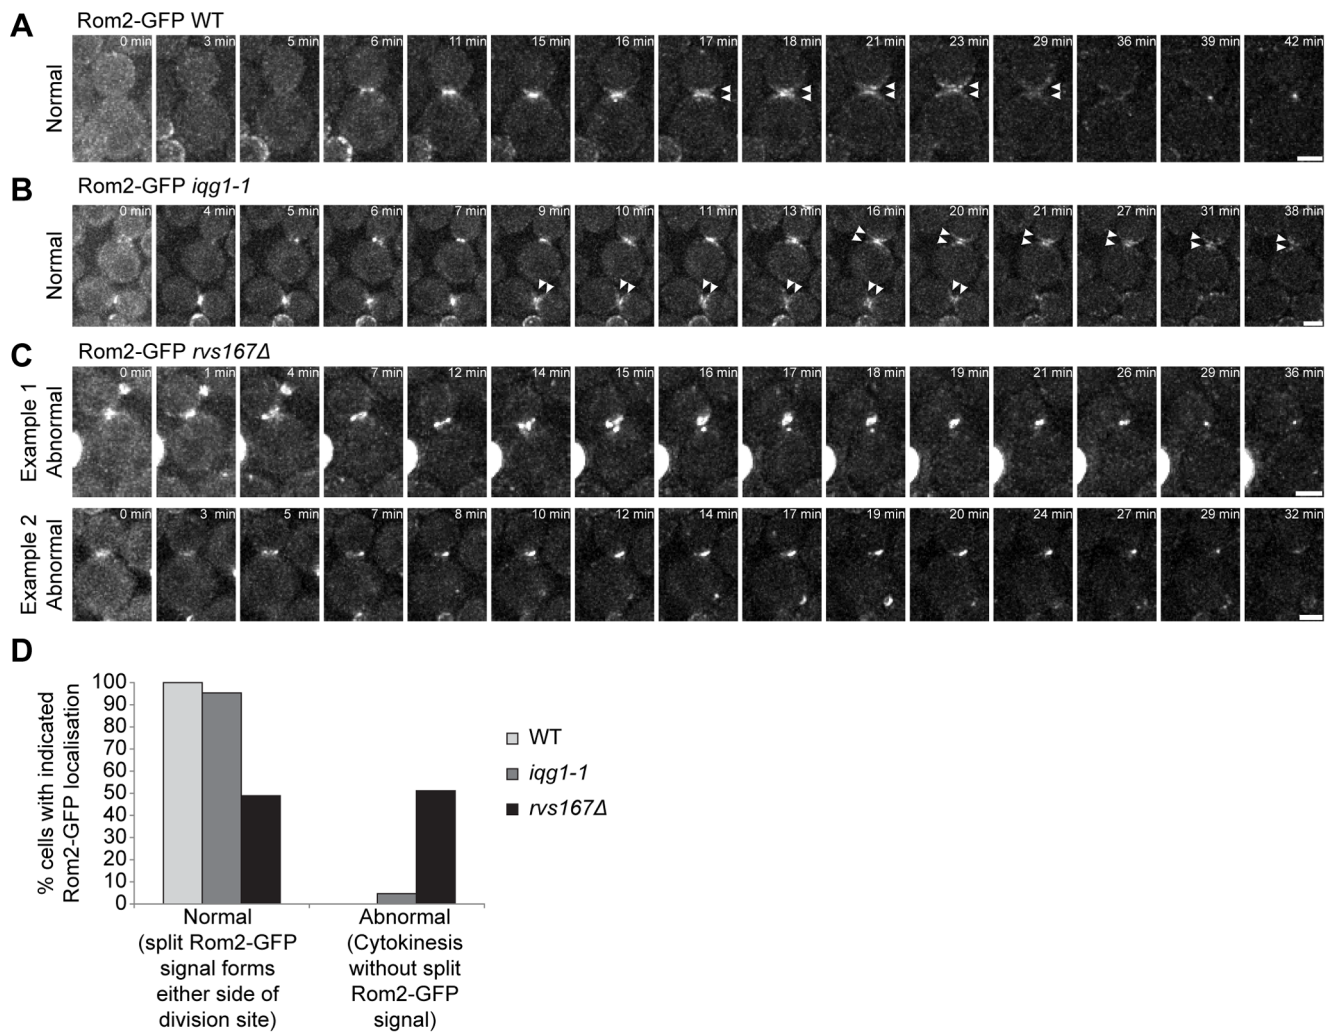 A
Rom2-GFP WT
Normal
0 min 3 min 5 min 6 min 11 min 15 min 16 min 17 min 18 min 21 min 23 min 29 min 36 min 39 min 42 min
B
Rom2-GFP iqg1-1
Normal
0 min 4 min 5 min 6 min 7 min 9 min 10 min 11 min 13 min 16 min 20 min 21 min 27 min 31 min 38 min
C
Rom2-GFP rvs167Δ
Example 1
Abnormal
0 min 1 min 4 min 7 min 12 min 14 min 15 min 16 min 17 min 18 min 19 min 21 min 26 min 29 min 36 min
Example 2
Abnormal
0 min 3 min 5 min 7 min 8 min 10 min 12 min 14 min 17 min 19 min 20 min 24 min 27 min 29 min 32 min
D
% cells with indicated
Rom2-GFP localisation
100
90
80
70
60
50
40
30
20
10
0
WT
iqg1-1
rvs167Δ
Normal
(split Rom2-GFP
signal forms
either side of
division site)
Abnormal
(Cytokinesis
without split
Rom2-GFP
signal)